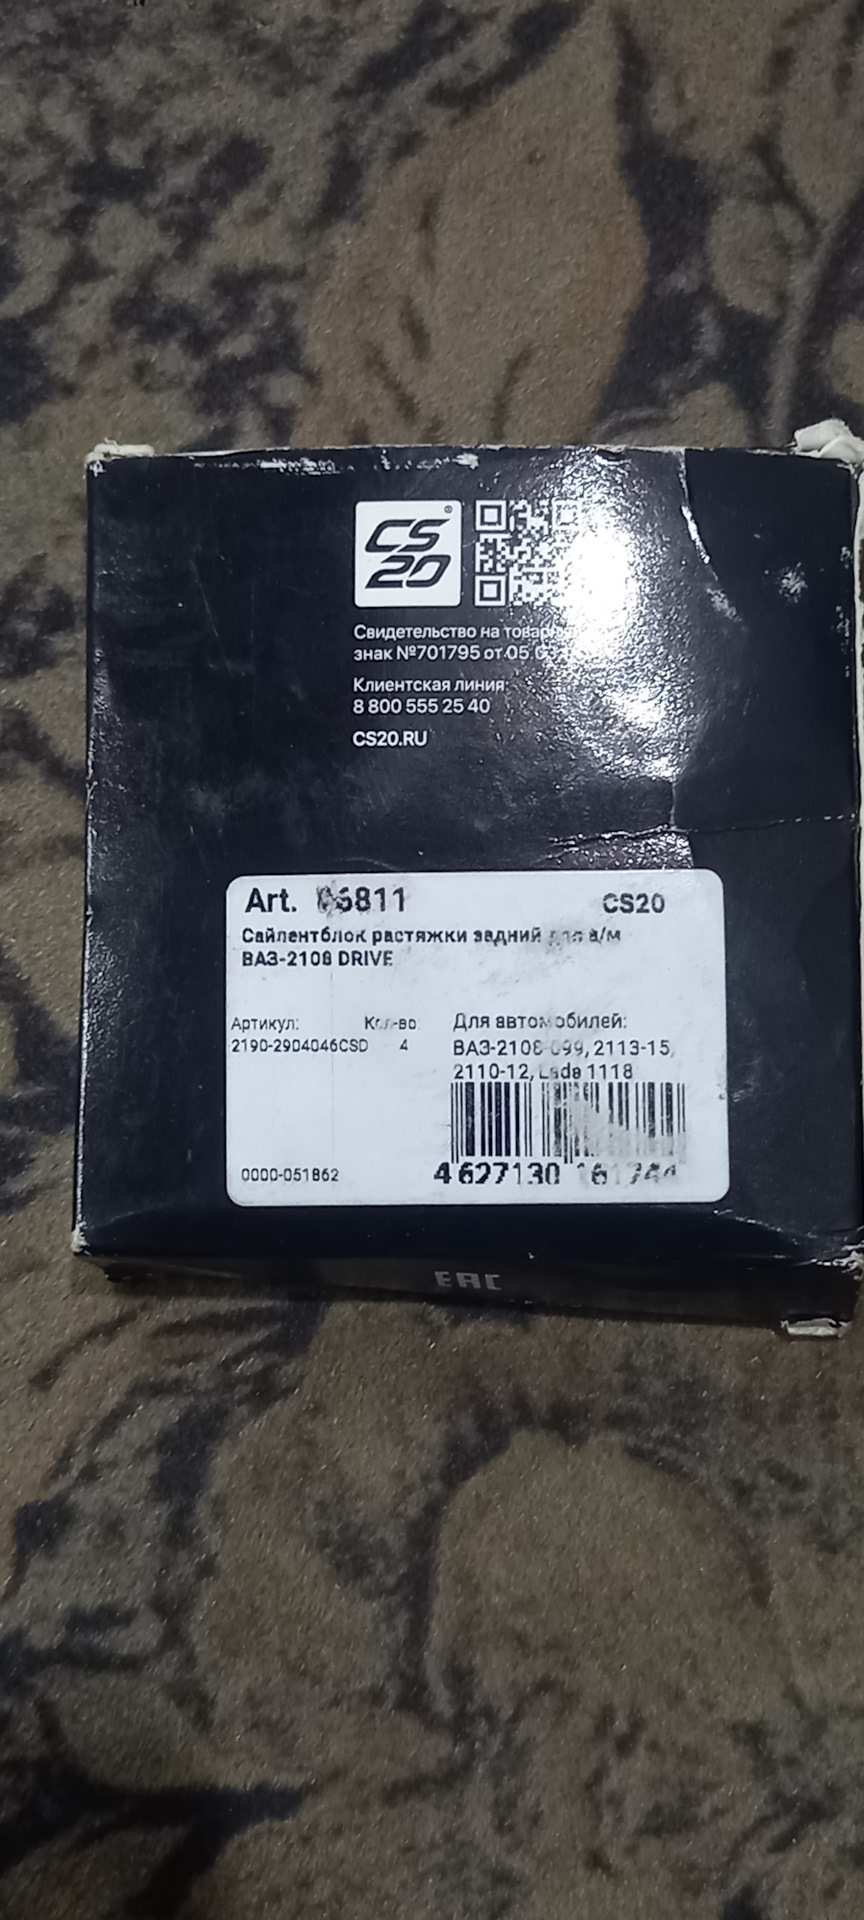 CS
20
®
Свидетельство на
знак №701795 от 05.
Клиентская линия
8 800 555 25 40
CS20.RU
Art. CS20
Сайлентблок растяжки задний для а/м
ВАЗ-2108 DRIVE
Артикул: Кол-во: Для автомобилей:
2190-2904046CSD 4 ВАЗ-2108-099, 2113-15,
2110-12, Lada 1118
0000-051862 4 627130
EAC